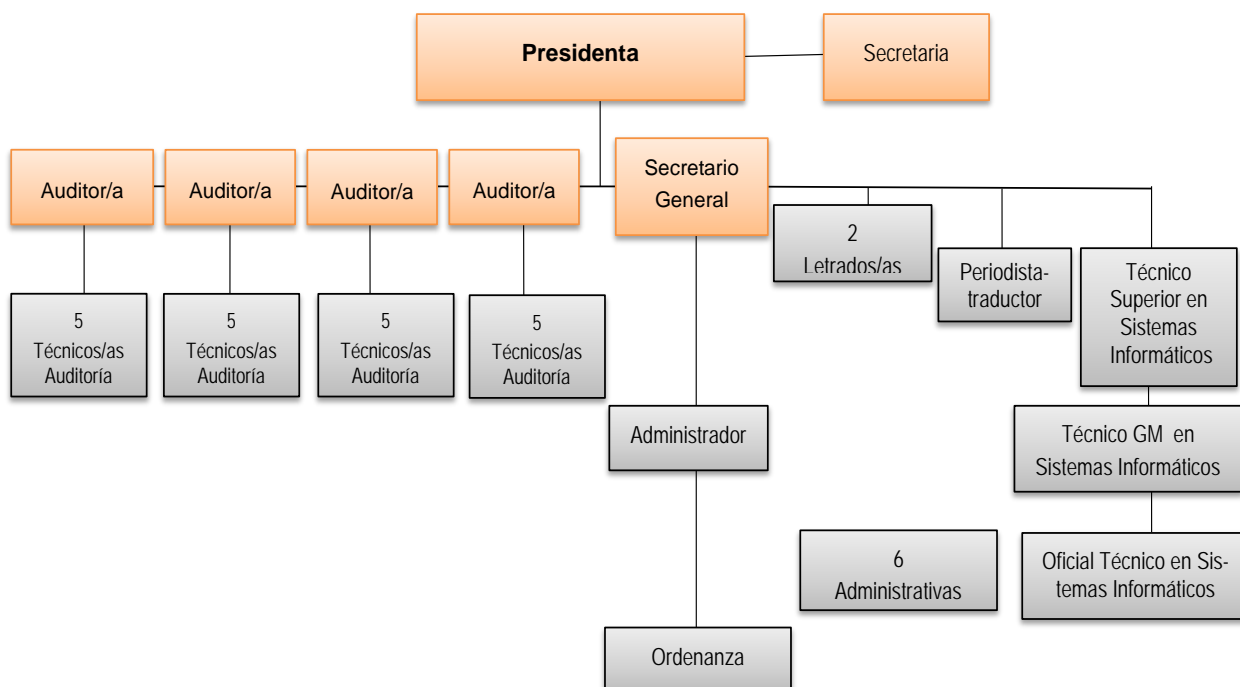 Presidenta
Secretaria
Auditor/a
Auditor/a
Auditor/a
Auditor/a
Secretario
General
5
Técnicos/as
Auditoría
5
Técnicos/as
Auditoría
5
Técnicos/as
Auditoría
5
Técnicos/as
Auditoría
2
Letrados/as
Periodista-
traductor
Técnico
Superior en
Sistemas
Informáticos
Administrador
Técnico GM en
Sistemas Informáticos
6
Administrativas
Oficial Técnico en Sis-
temas Informáticos
Ordenanza